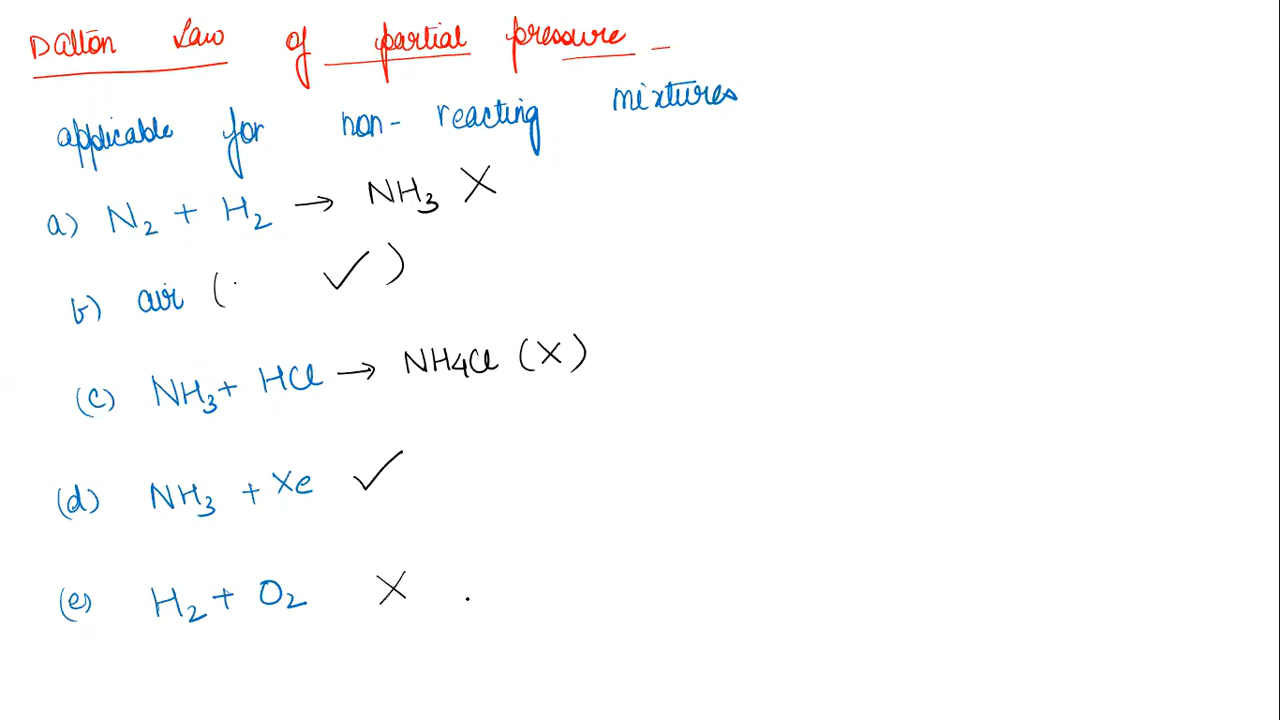 Dalton Law of partial pressure -
applicable for non- reacting mixtures
a) N₂ + H₂ → NH₃ X
b) air (. ✓)
(c) NH₃ + HCl → NH4Cl (X)
(d) NH₃ + Xe ✓
(e) H₂ + O₂ X .